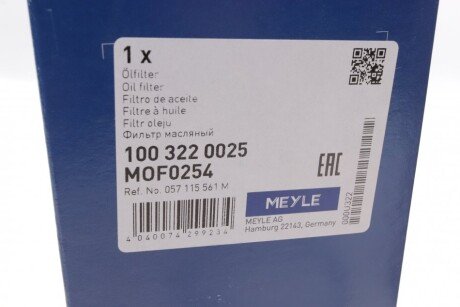 1 x
Ölfilter
Oil filter
Filtro de aceite
Filtre à huile
Filtr oleju
Фильтр масляный
100 322 0025
MOF0254
Ref. No. 057 115 561 M
EAC
MEYLE
MEYLE AG
Hamburg 22143, Germany
4 040074 299234